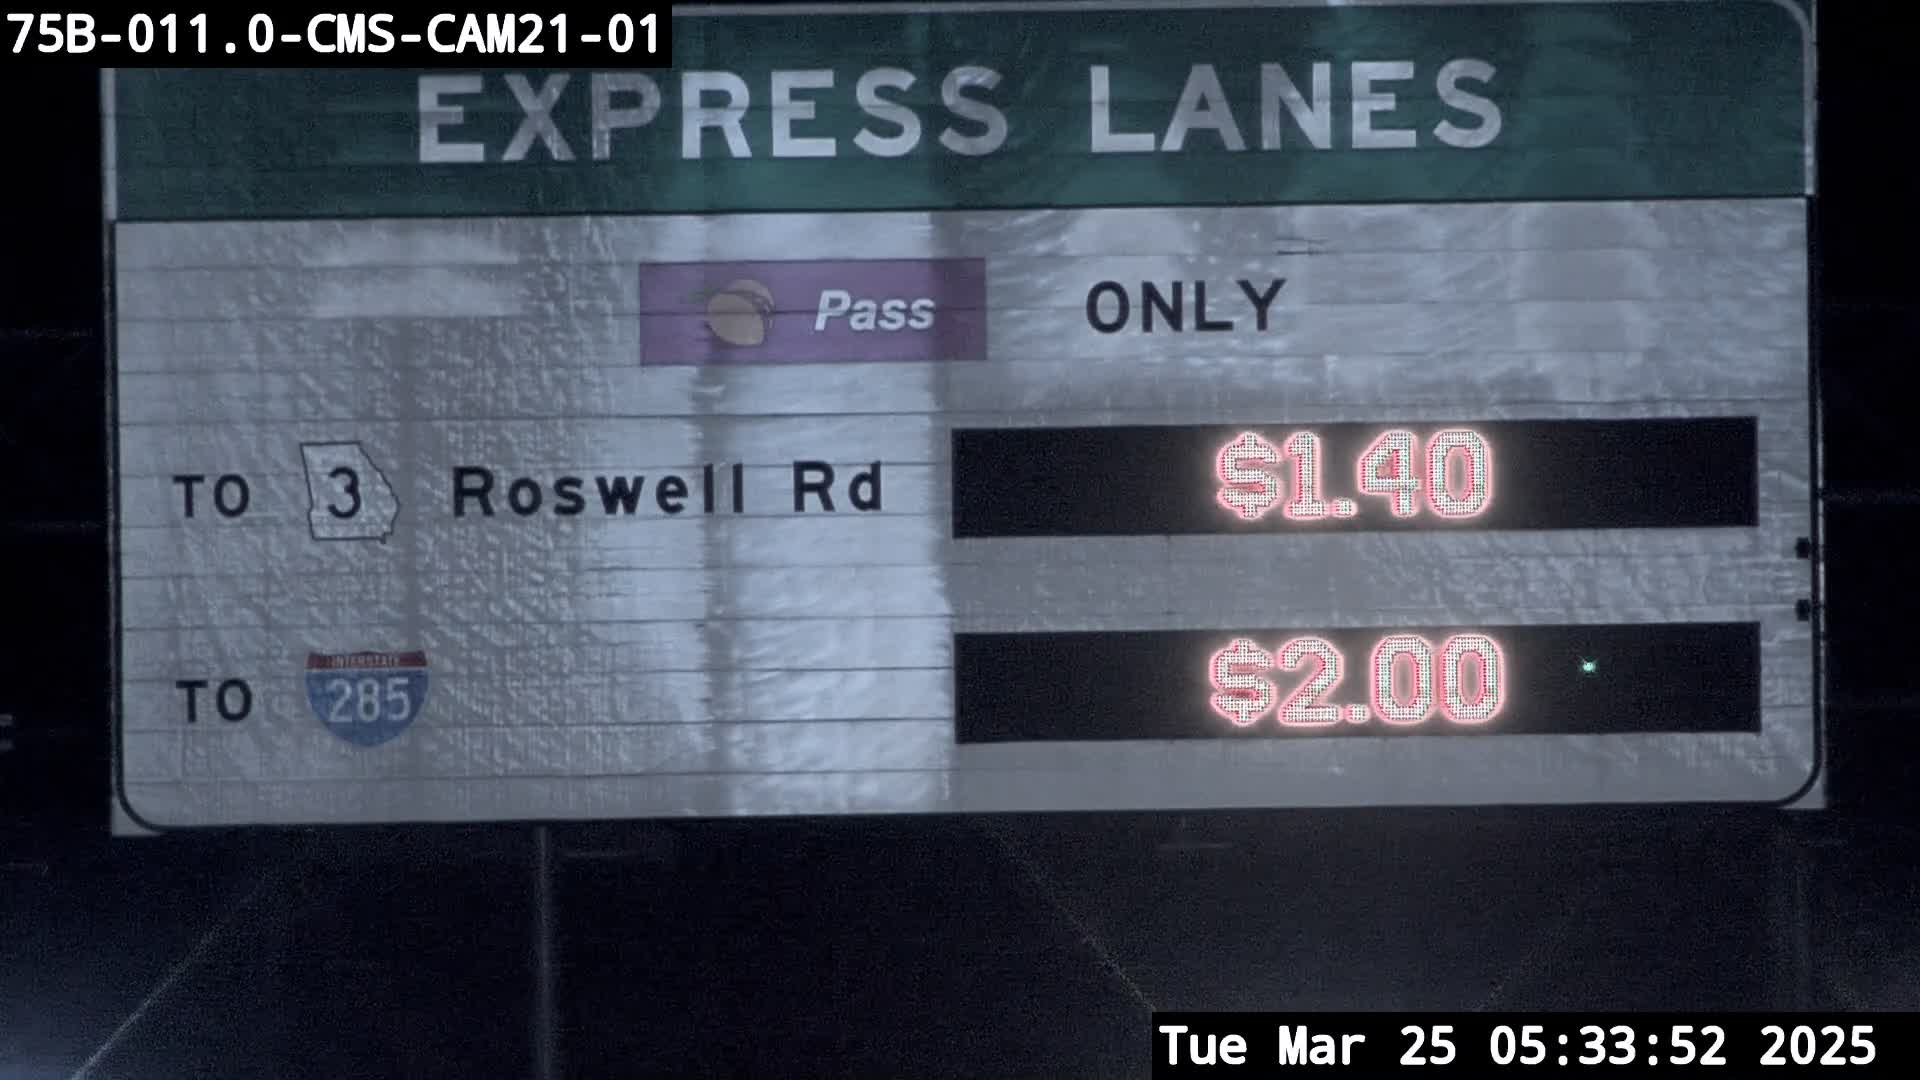 75B-011.0-CMS-CAM21-01
EXPRESS LANES
Pass ONLY
TO 3 Roswell Rd $1.40
INTERSTATE
TO 285 $2.00
Tue Mar 25 05:33:52 2025